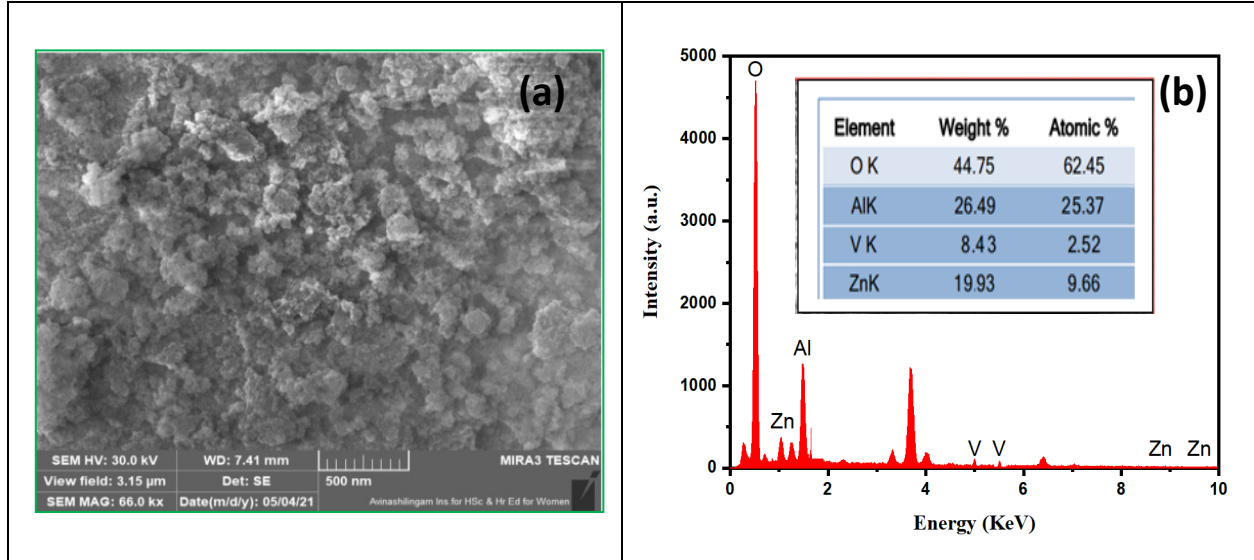 (a)
SEM HV: 30.0 kV WD: 7.41 mm MIRA3 TESCAN
View field: 3.15 µm Det: SE 500 nm
SEM MAG: 66.0 kx Date(m/d/y): 05/04/21 Avinashilingam Ins for HSc & Hr Ed for Women
(b)
5000
4000
3000
2000
1000
0
Intensity (a.u.)
O
Element Weight % Atomic %
O K 44.75 62.45
AlK 26.49 25.37
V K 8.43 2.52
ZnK 19.93 9.66
Al
Zn
V V
Zn Zn
0 2 4 6 8 10
Energy (KeV)